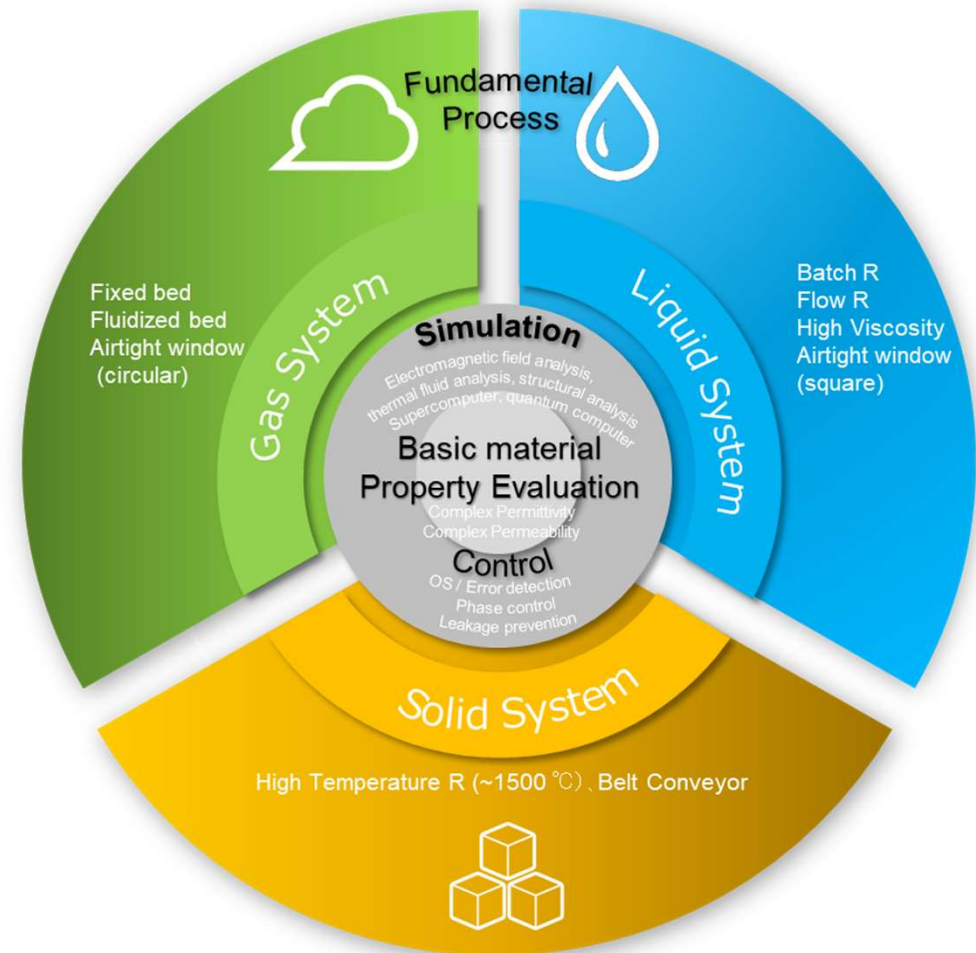 Fundamental
Process
Fixed bed
Fluidized bed
Airtight window
(circular)
Gas System
Batch R
Flow R
High Viscosity
Airtight window
(square)
Liquid System
Simulation
Electromagnetic field analysis,
thermal fluid analysis, structural analysis
Supercomputer, quantum computer
Basic material
Property Evaluation
Complex Permittivity
Complex Permeability
Control
OS / Error detection
Phase control
Leakage prevention
Solid System
High Temperature R (~1500 ℃)、Belt Conveyor